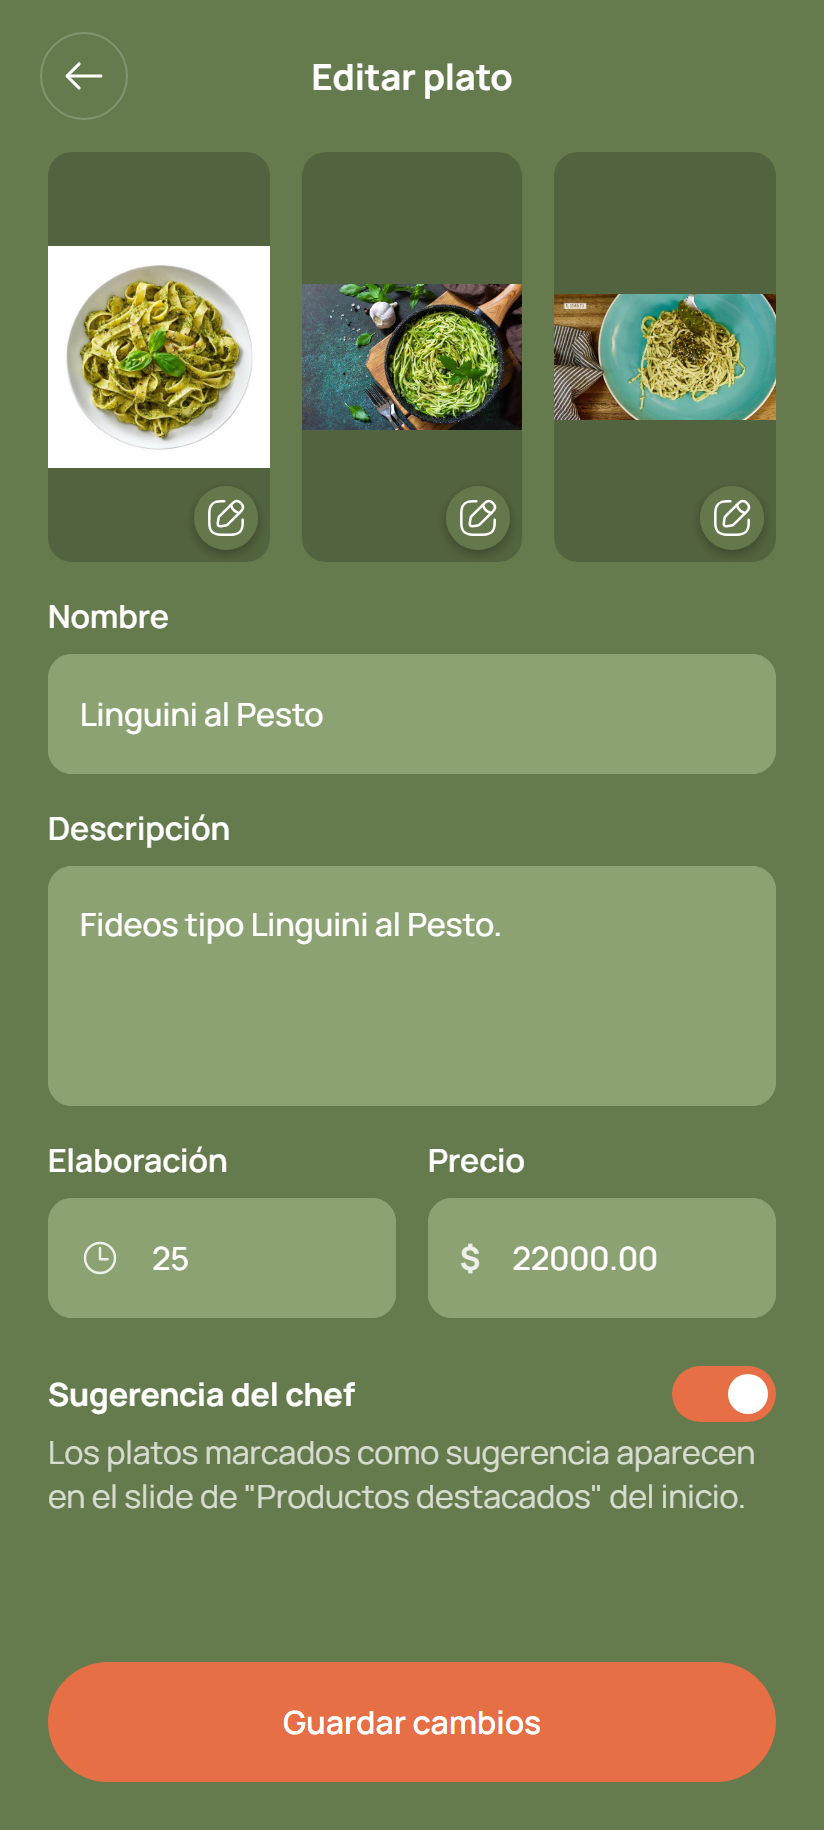 Editar plato
Nombre
Linguini al Pesto
Descripción
Fideos tipo Linguini al Pesto.
Elaboración
Precio
25
$ 22000.00
Sugerencia del chef
Los platos marcados como sugerencia aparecen
en el slide de "Productos destacados" del inicio.
Guardar cambios